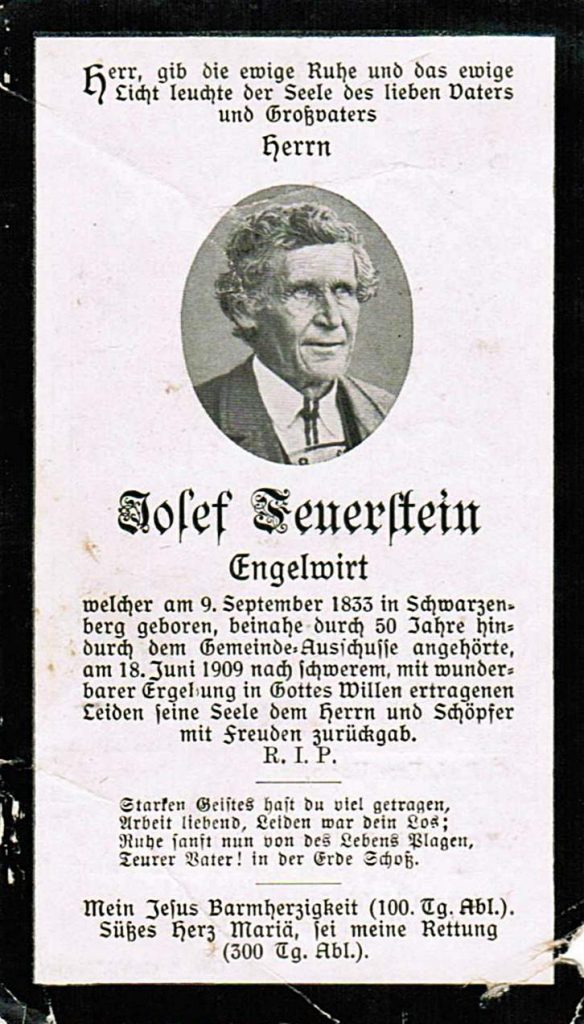 Herr, gib die ewige Ruhe und das ewige
Licht leuchte der Seele des lieben Vaters
und Großvaters
Herrn
Josef Feuerstein
Engelwirt
welcher am 9. September 1833 in Schwarzen-
berg geboren, beinahe durch 50 Jahre hin-
durch dem Gemeinde-Ausschusse angehörte,
am 18. Juni 1909 nach schwerem, mit wunder-
barer Ergebung in Gottes Willen ertragenen
Leiden seine Seele dem Herrn und Schöpfer
mit Freuden zurückgab.
R. I. P.
Starken Geistes hast du viel getragen,
Arbeit liebend, Leiden war dein Los;
Ruhe sanft nun von des Lebens Plagen,
Teurer Vater! in der Erde Schoß.
Mein Jesus Barmherzigkeit (100. Tg. Abl.).
Süßes Herz Mariä, sei meine Rettung
(300 Tg. Abl.).